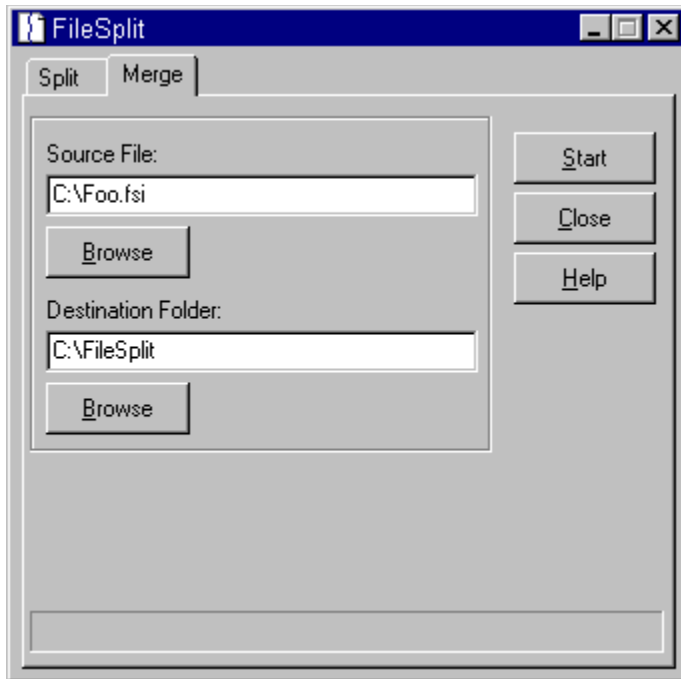 FileSplit
Split Merge
Source File:
C:\Foo.fsi
Browse
Destination Folder:
C:\FileSplit
Browse
Start
Close
Help